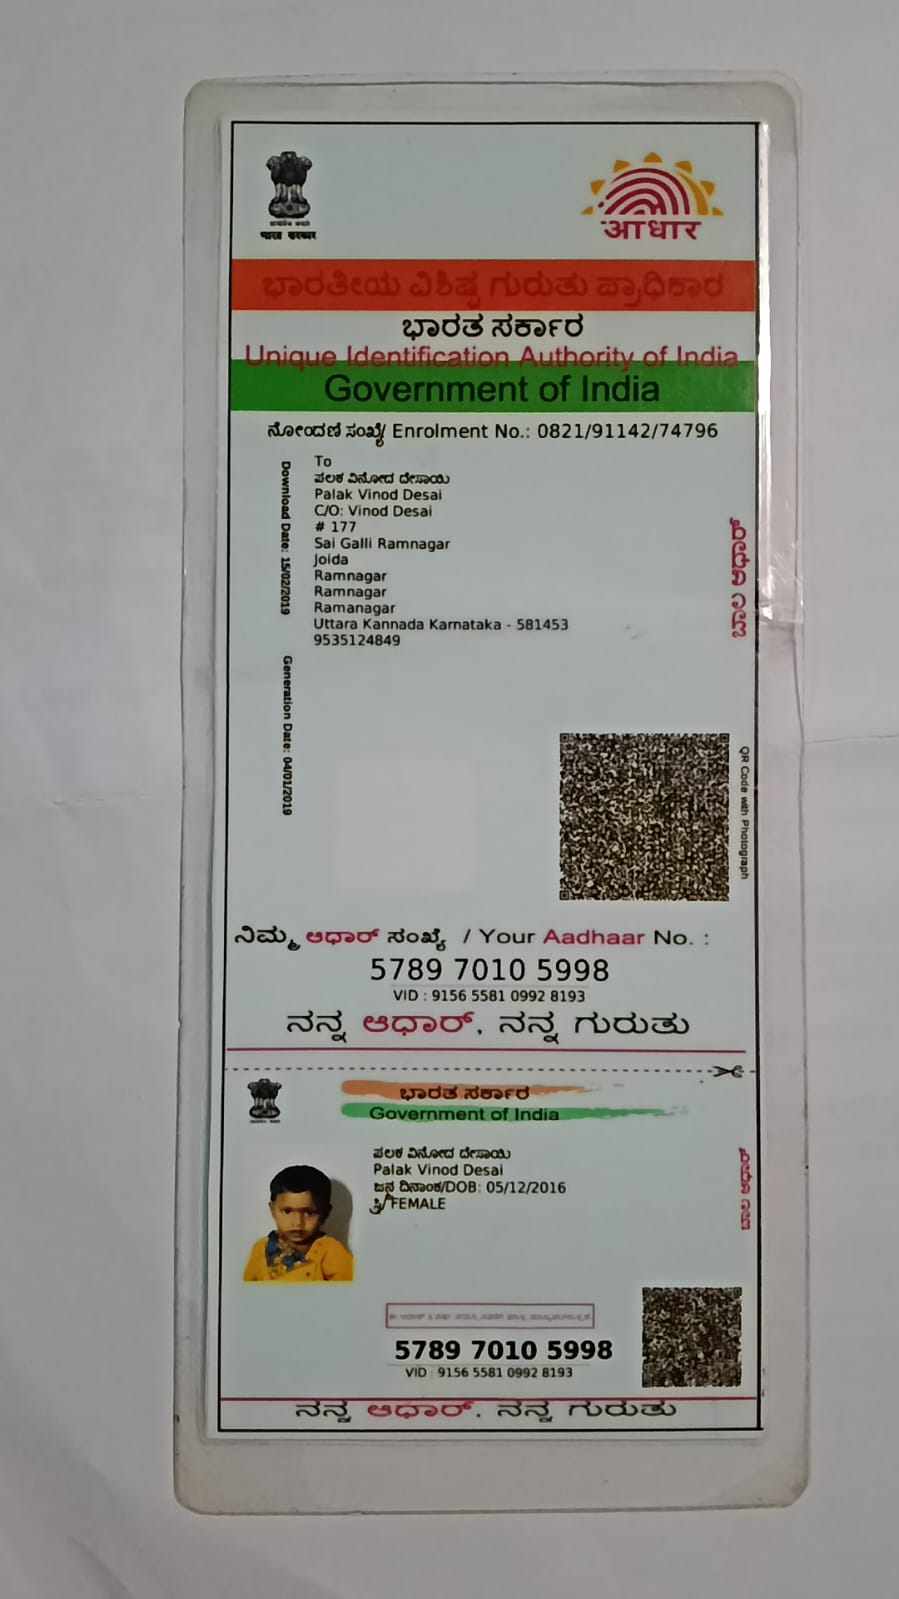 भारत सरकार
आधार
ಭಾರತೀಯ ವಿಶಿಷ್ಟ ಗುರುತು ಪ್ರಾಧಿಕಾರ
ಭಾರತ ಸರ್ಕಾರ
Unique Identification Authority of India
Government of India
ನೋಂದಣಿ ಸಂಖ್ಯೆ/ Enrolment No.: 0821/91142/74796
To
ಪಲಕ ವಿನೋದ ದೇಸಾಯಿ
Palak Vinod Desai
C/O: Vinod Desai
# 177
Sai Galli Ramnagar
Joida
Ramnagar
Ramnagar
Ramanagar
Uttara Kannada Karnataka - 581453
9535124849
Download Date: 15/02/2019
Generation Date: 04/01/2019
QR Code with Photograph
ನಿಮ್ಮ ಆಧಾರ್ ಸಂಖ್ಯೆ / Your Aadhaar No. :
5789 7010 5998
VID : 9156 5581 0992 8193
ನನ್ನ ಆಧಾರ್, ನನ್ನ ಗುರುತು
ಭಾರತ ಸರ್ಕಾರ
Government of India
ಪಲಕ ವಿನೋದ ದೇಸಾಯಿ
Palak Vinod Desai
ಜನ್ಮ ದಿನಾಂಕ/DOB: 05/12/2016
ಸ್ತ್ರೀ/FEMALE
5789 7010 5998
VID : 9156 5581 0992 8193
ನನ್ನ ಆಧಾರ್, ನನ್ನ ಗುರುತು